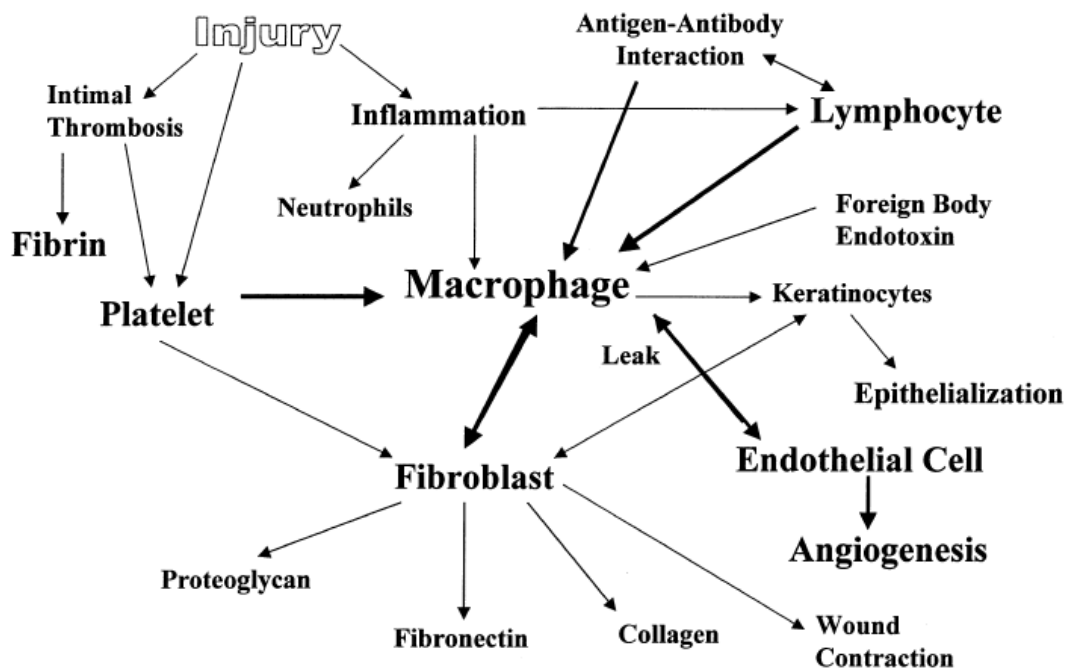 Injury
Antigen-Antibody
Interaction
Intimal
Thrombosis
Inflammation
Lymphocyte
Neutrophils
Foreign Body
Endotoxin
Fibrin
Macrophage
Keratinocytes
Platelet
Leak
Epithelialization
Fibroblast
Endothelial Cell
Angiogenesis
Proteoglycan
Fibronectin
Collagen
Wound
Contraction